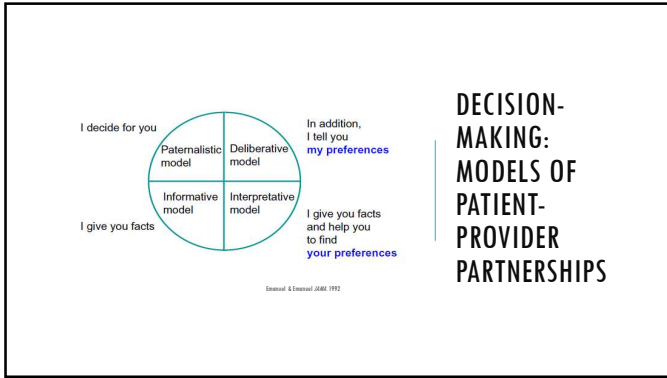 I decide for you
Paternalistic
model
Deliberative
model
In addition,
I tell you
my preferences
I give you facts
Informative
model
Interpretative
model
I give you facts
and help you
to find
your preferences
Emanuel & Emanuel JAMA 1992
DECISION-
MAKING:
MODELS OF
PATIENT-
PROVIDER
PARTNERSHIPS